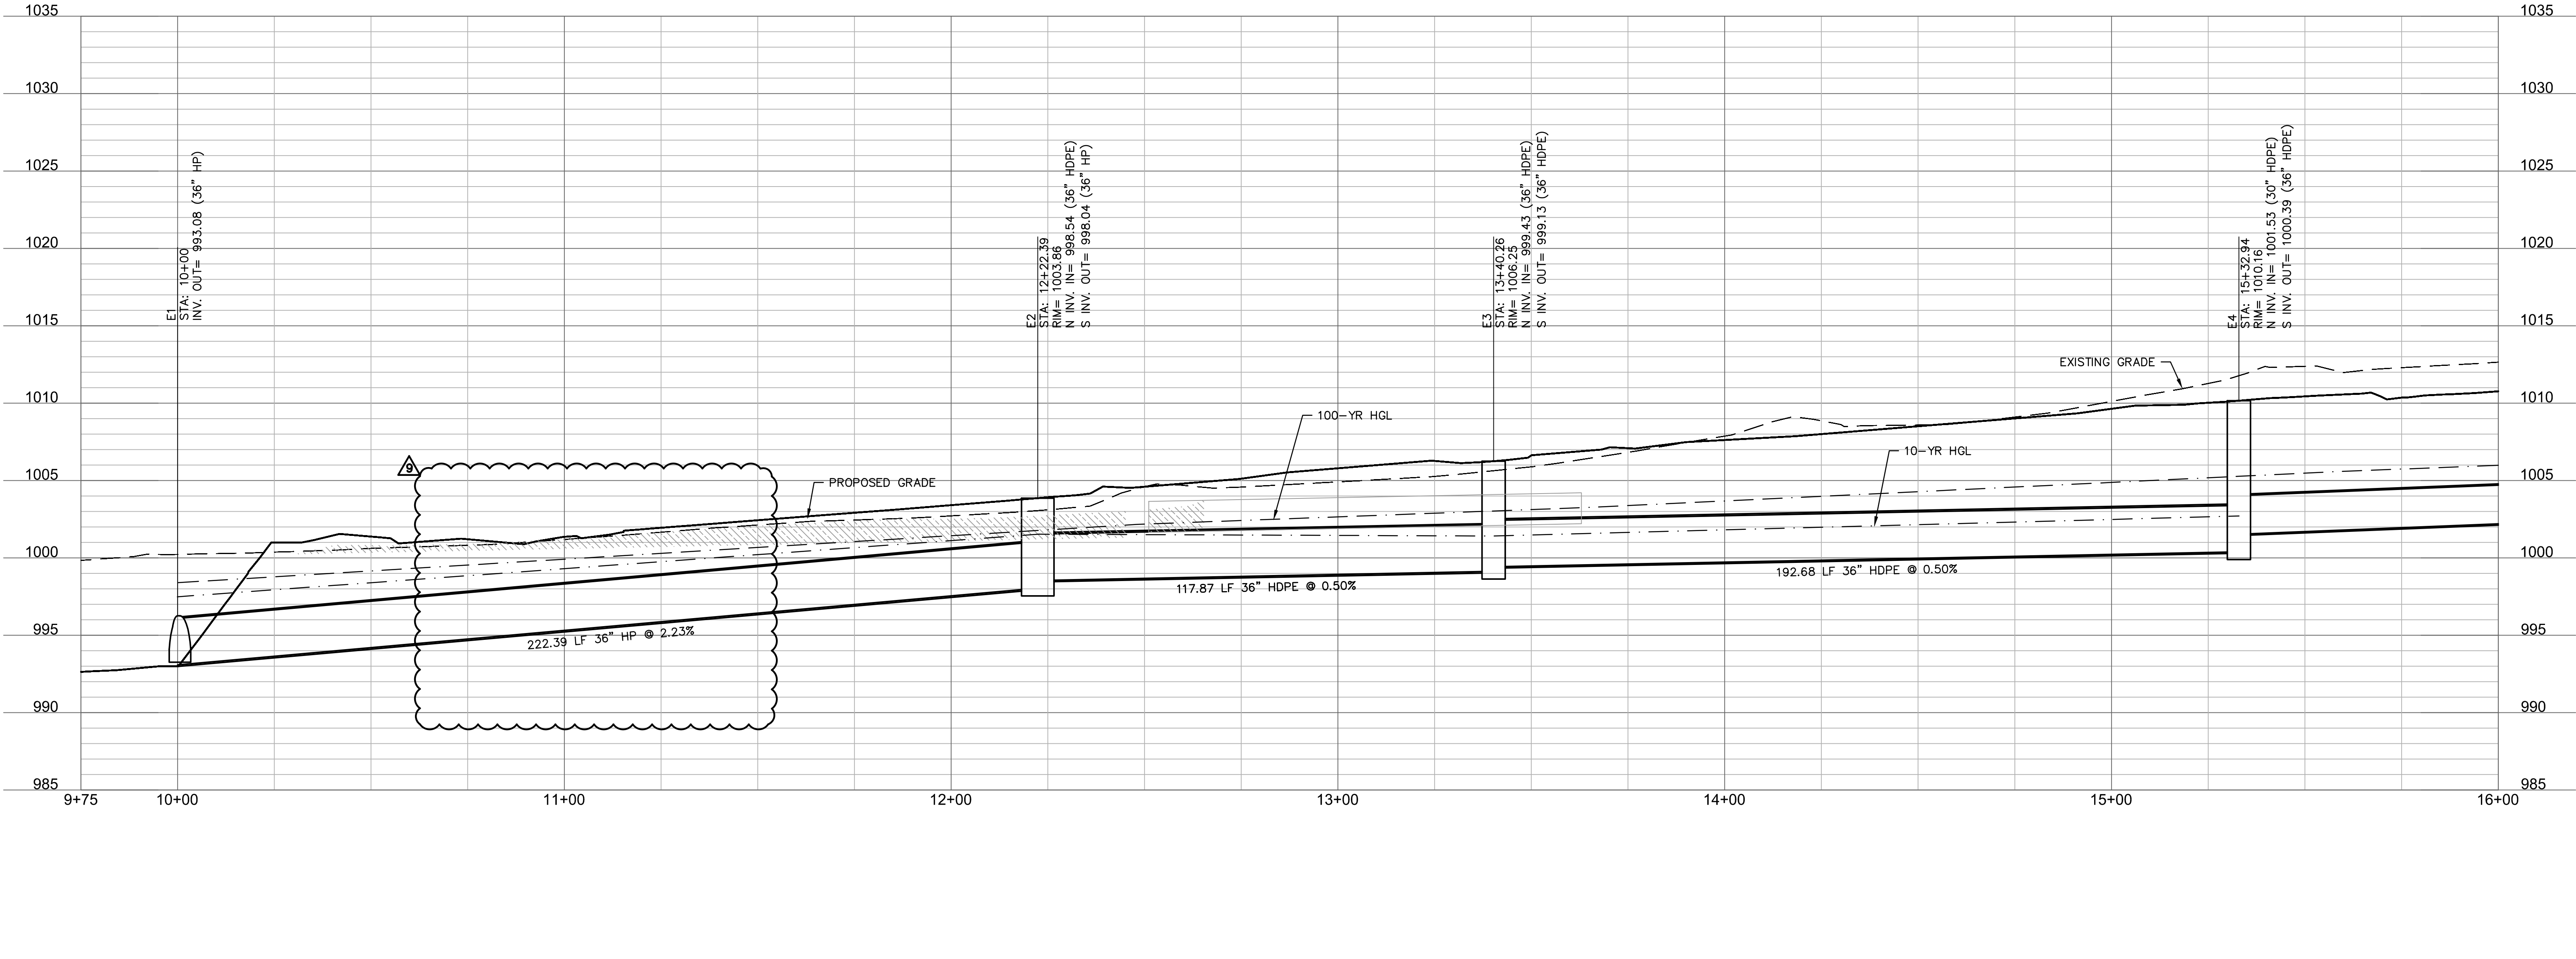 1035
1035
1030
1030
1025
1025
1020
1020
1015
1015
1010
1010
1005
1005
1000
1000
995
995
990
990
985
985
E1
STA: 10+00
INV. OUT= 993.08 (36" HP)
E2
STA: 12+22.39
RIM= 1003.86
N INV. IN= 998.54 (36" HDPE)
S INV. OUT= 998.04 (36" HP)
E3
STA: 13+40.26
RIM= 1006.25
N INV. IN= 999.43 (36" HDPE)
S INV. OUT= 999.13 (36" HDPE)
E4
STA: 15+32.94
RIM= 1010.16
N INV. IN= 1001.53 (30" HDPE)
S INV. OUT= 1000.39 (36" HDPE)
EXISTING GRADE
100-YR HGL
10-YR HGL
9
PROPOSED GRADE
222.39 LF 36" HP @ 2.23%
117.87 LF 36" HDPE @ 0.50%
192.68 LF 36" HDPE @ 0.50%
9+75
10+00
11+00
12+00
13+00
14+00
15+00
16+00